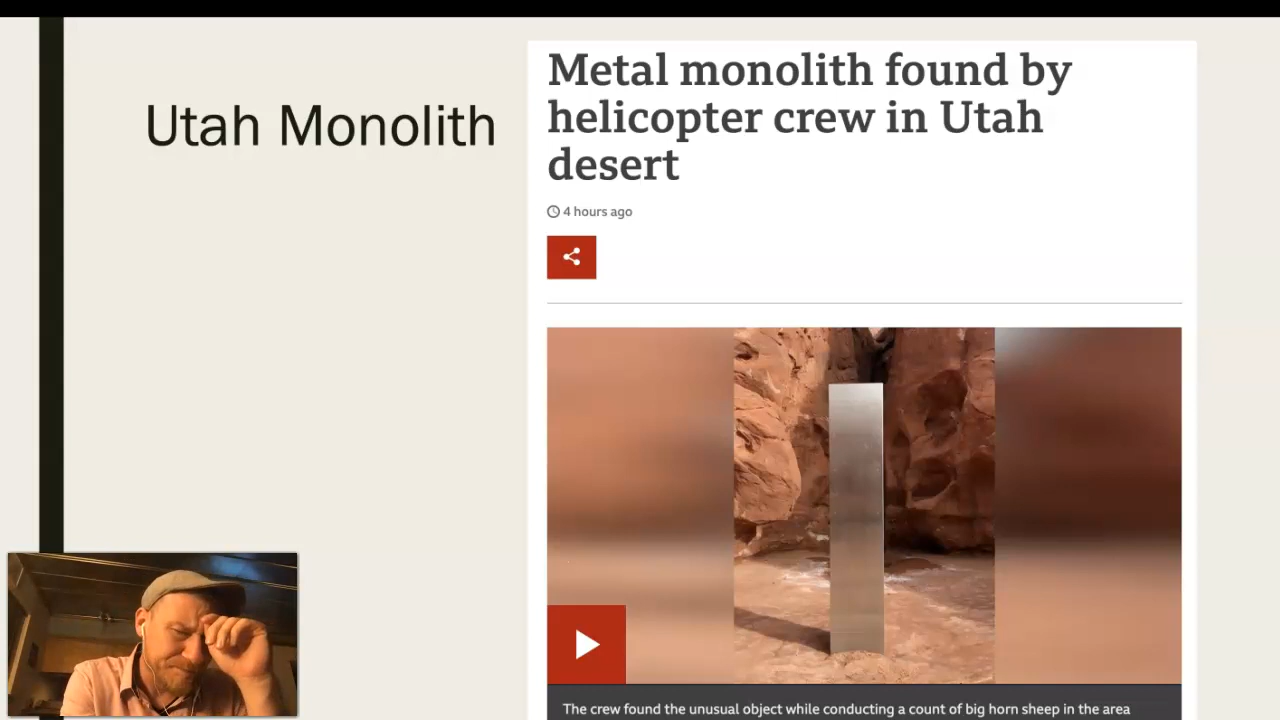 Utah Monolith
Metal monolith found by
helicopter crew in Utah
desert
4 hours ago
The crew found the unusual object while conducting a count of big horn sheep in the area